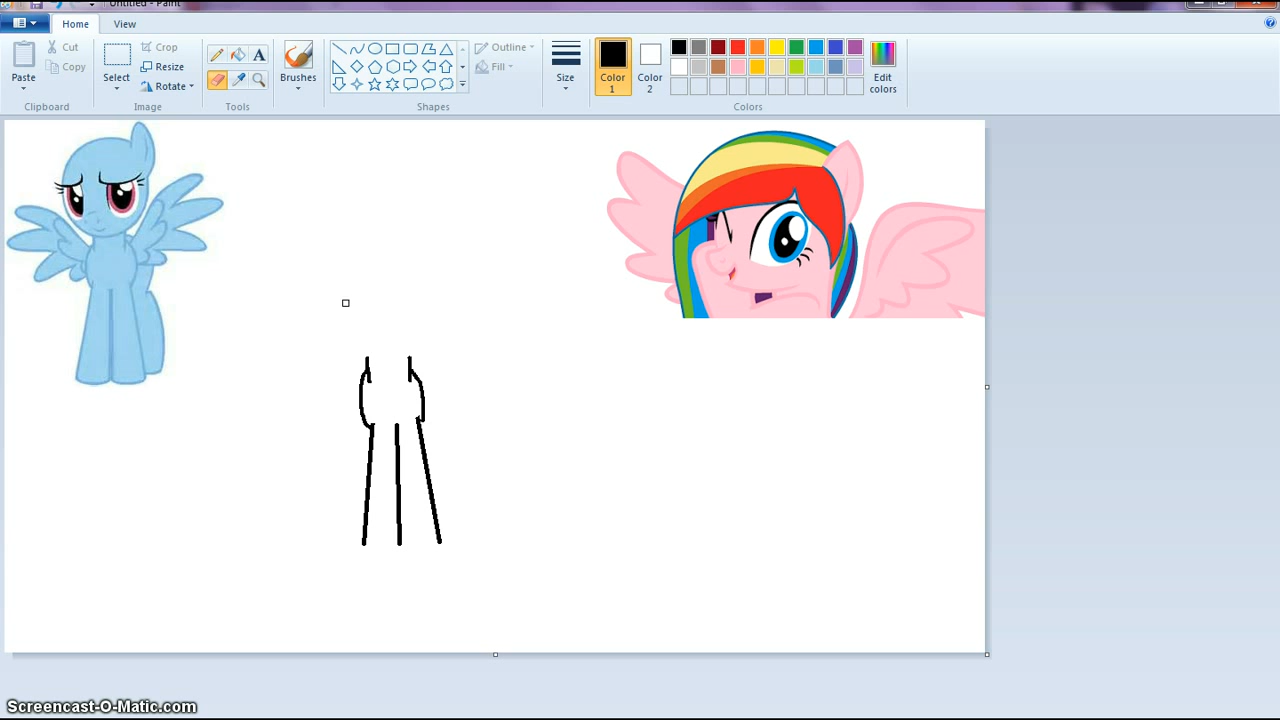 Untitled - Paint
Home View
Paste Cut Copy Clipboard
Select Crop Resize Rotate Image
A Tools
Brushes
Outline Fill Shapes
Size
Color 1
Color 2
Edit colors
Colors
Screencast-O-Matic.com